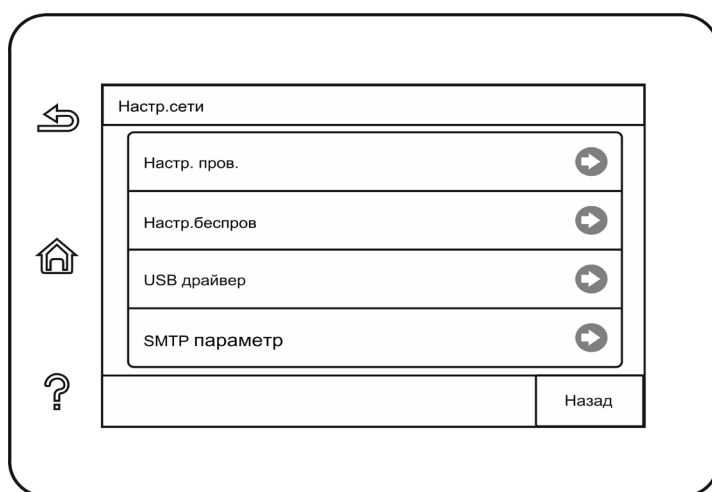 Настр.сети
Настр. пров.
Настр.беспров
USB драйвер
SMTP параметр
Назад